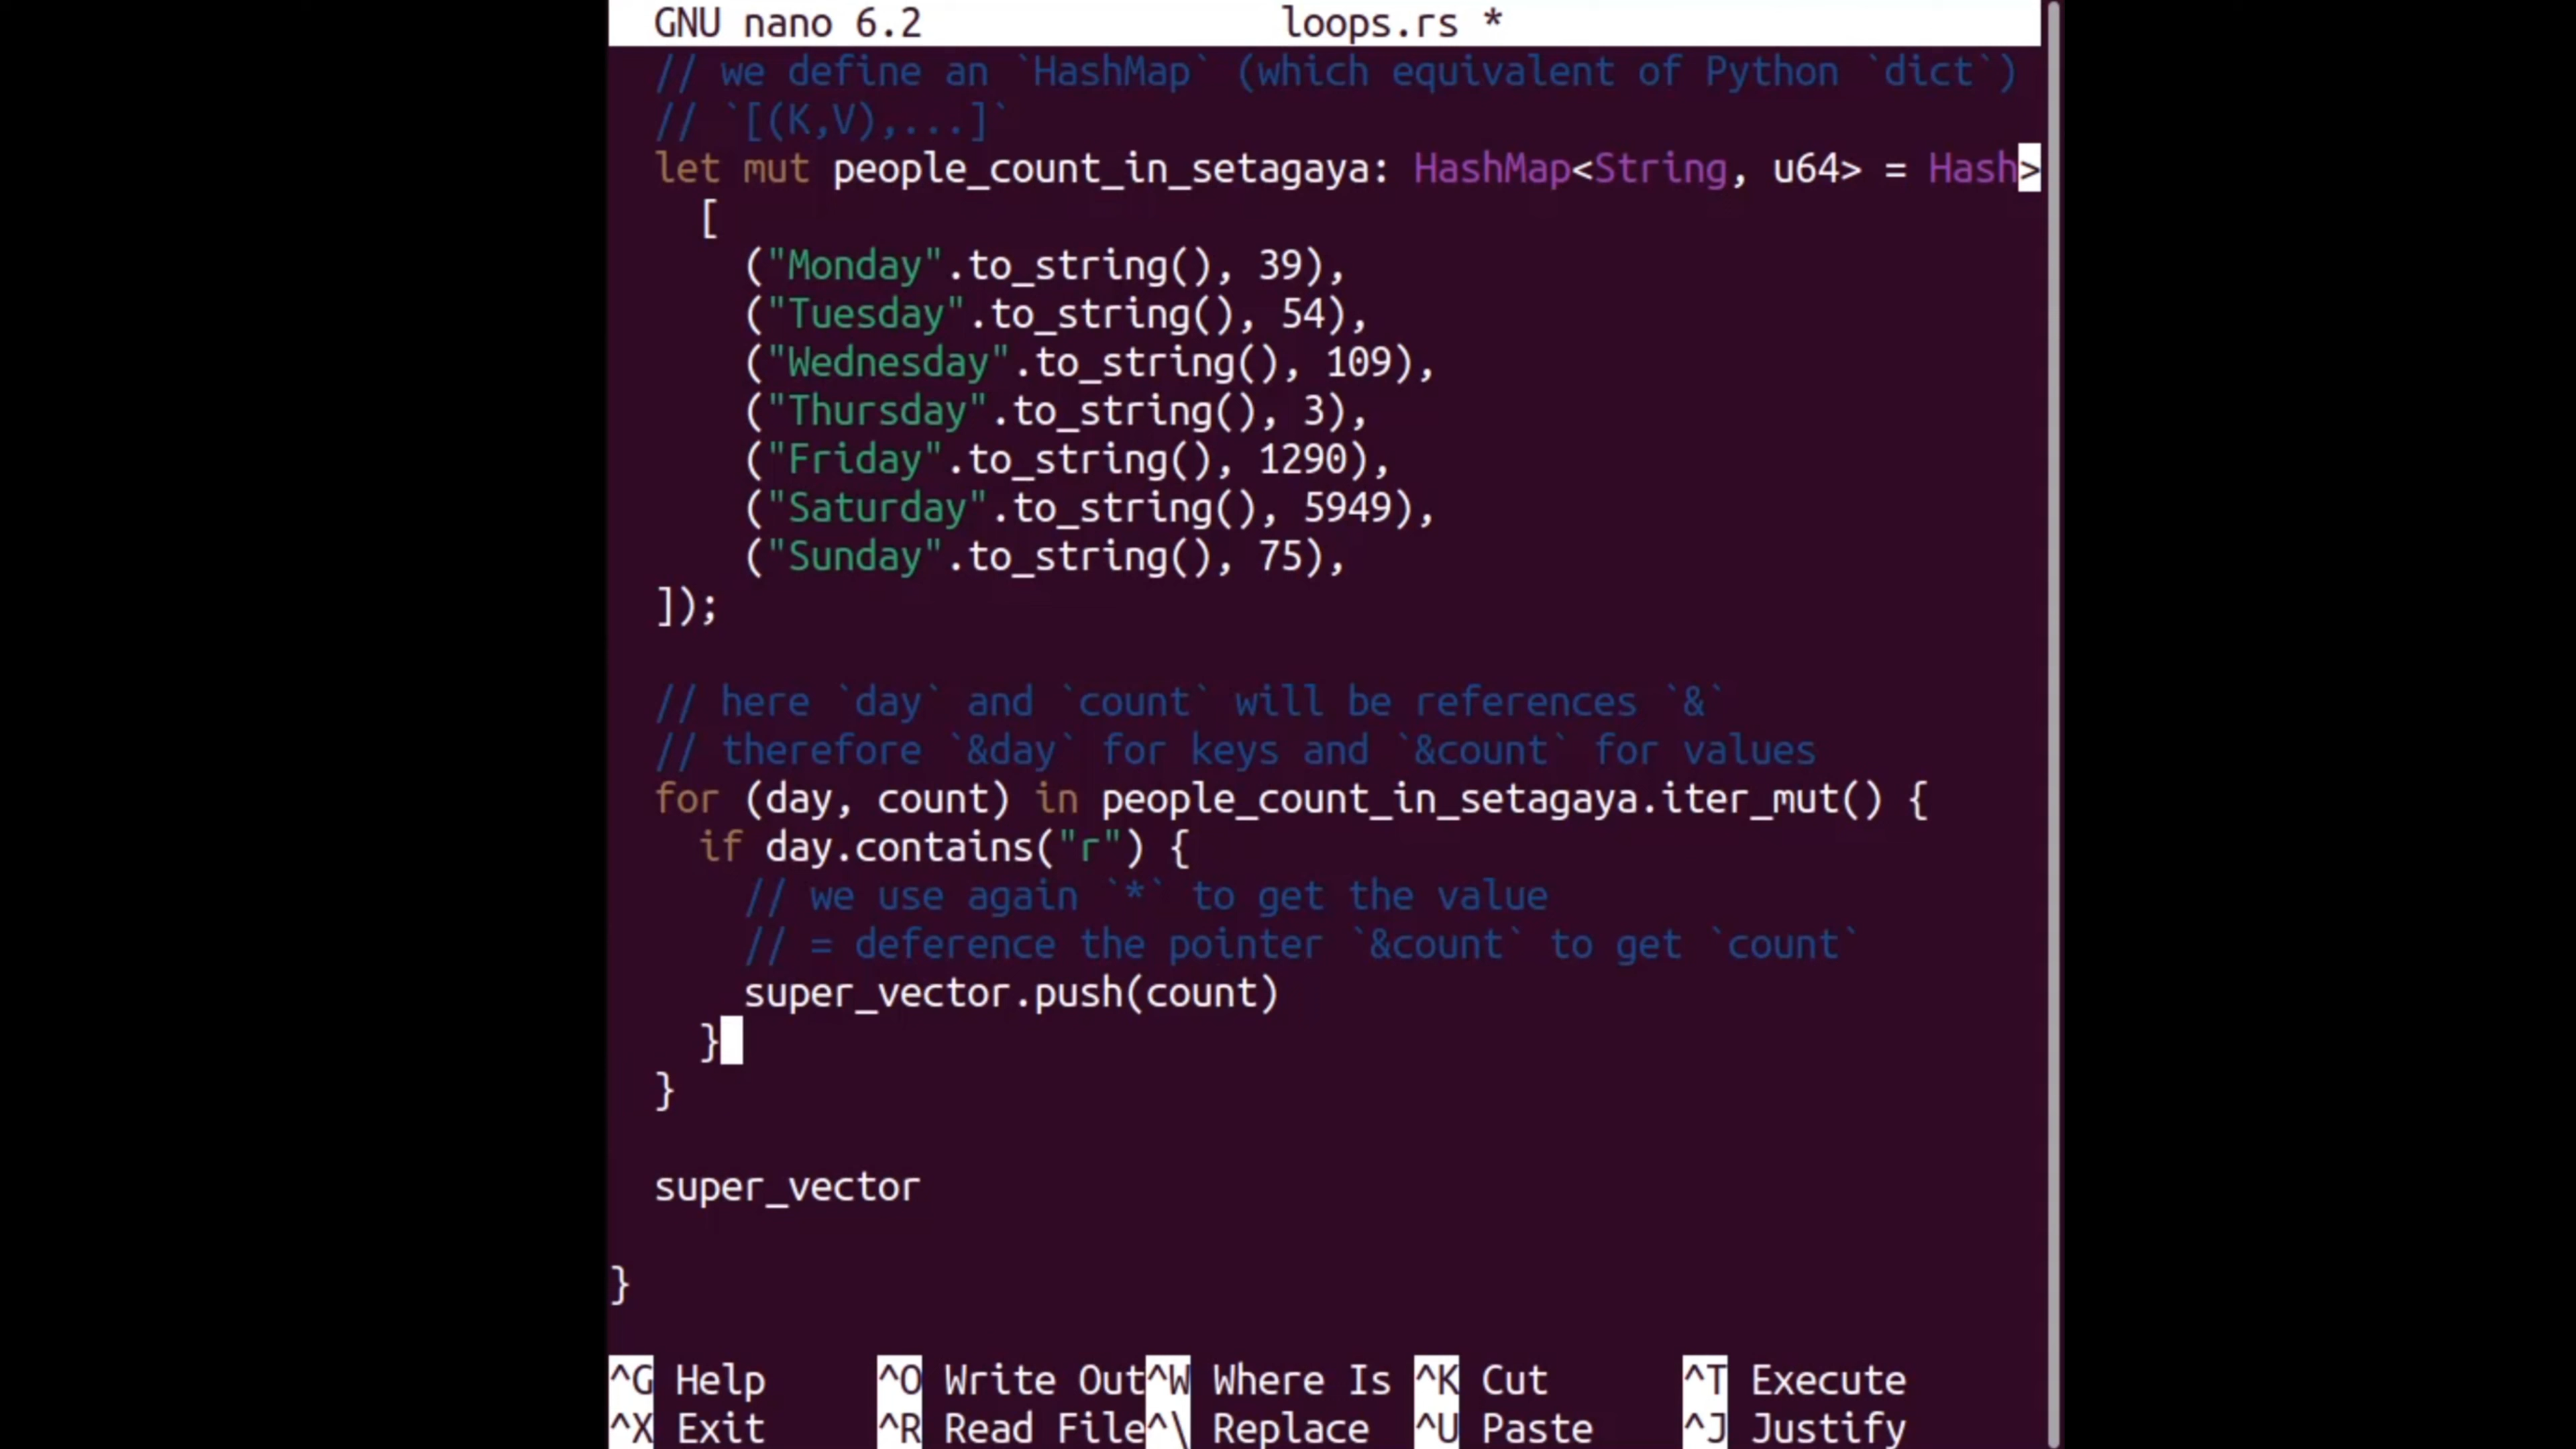 GNU nano 6.2 loops.rs *
// we define an `HashMap` (which equivalent of Python `dict`)
// `[(K,V),...]`
let mut people_count_in_setagaya: HashMap<String, u64> = Hash>
[
("Monday".to_string(), 39),
("Tuesday".to_string(), 54),
("Wednesday".to_string(), 109),
("Thursday".to_string(), 3),
("Friday".to_string(), 1290),
("Saturday".to_string(), 5949),
("Sunday".to_string(), 75),
]);
// here `day` and `count` will be references `&`
// therefore `&day` for keys and `&count` for values
for (day, count) in people_count_in_setagaya.iter_mut() {
if day.contains("r") {
// we use again `*` to get the value
// = deference the pointer `&count` to get `count`
super_vector.push(count)
}
}
super_vector
}
^G Help ^O Write Out ^W Where Is ^K Cut ^T Execute
^X Exit ^R Read File ^\ Replace ^U Paste ^J Justify